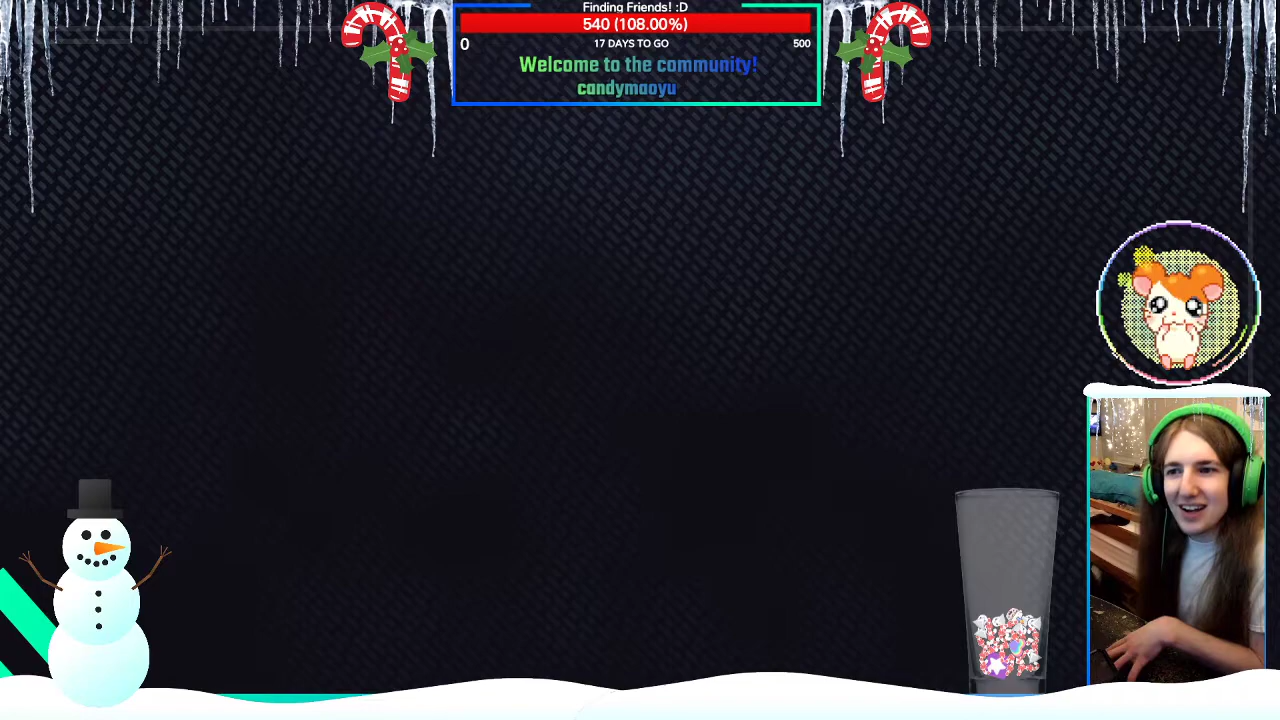 Finding Friends! :D
540 (108.00%)
0 17 DAYS TO GO 500
Welcome to the community!
candymaoyu